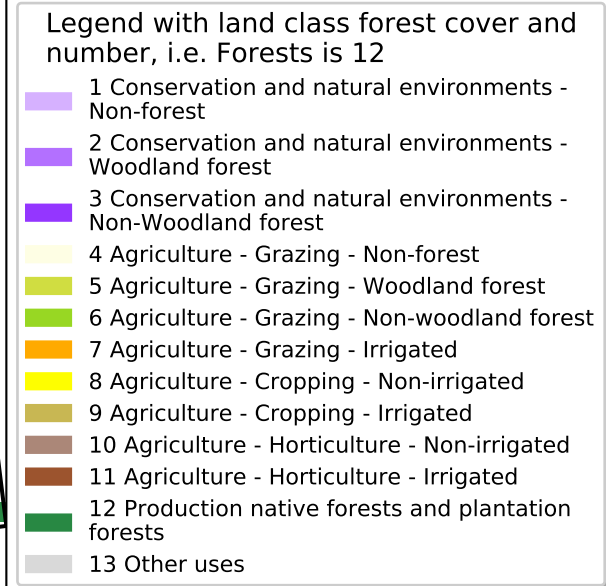 Legend with land class forest cover and
number, i.e. Forests is 12
1 Conservation and natural environments -
Non-forest
2 Conservation and natural environments -
Woodland forest
3 Conservation and natural environments -
Non-Woodland forest
4 Agriculture - Grazing - Non-forest
5 Agriculture - Grazing - Woodland forest
6 Agriculture - Grazing - Non-woodland forest
7 Agriculture - Grazing - Irrigated
8 Agriculture - Cropping - Non-irrigated
9 Agriculture - Cropping - Irrigated
10 Agriculture - Horticulture - Non-irrigated
11 Agriculture - Horticulture - Irrigated
12 Production native forests and plantation
forests
13 Other uses